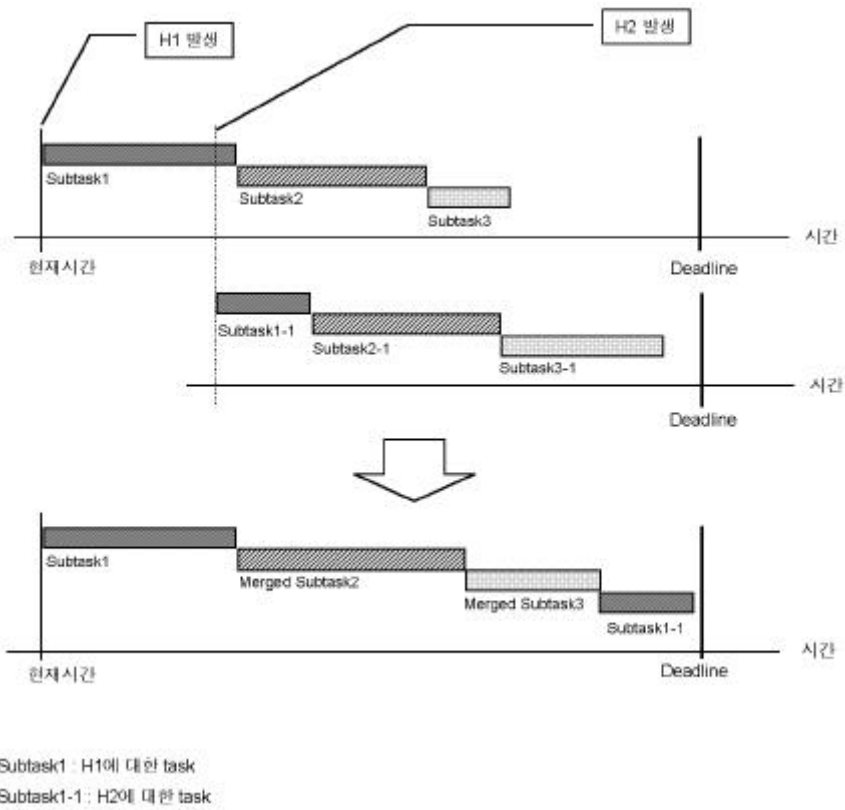 H1 발생
H2 발생
Subtask1
Subtask2
Subtask3
시간
현재시간
Deadline
Subtask1-1
Subtask2-1
Subtask3-1
시간
Deadline
Subtask1
Merged Subtask2
Merged Subtask3
Subtask1-1
시간
현재시간
Deadline
Subtask1 : H1에 대한 task
Subtask1-1 : H2에 대한 task